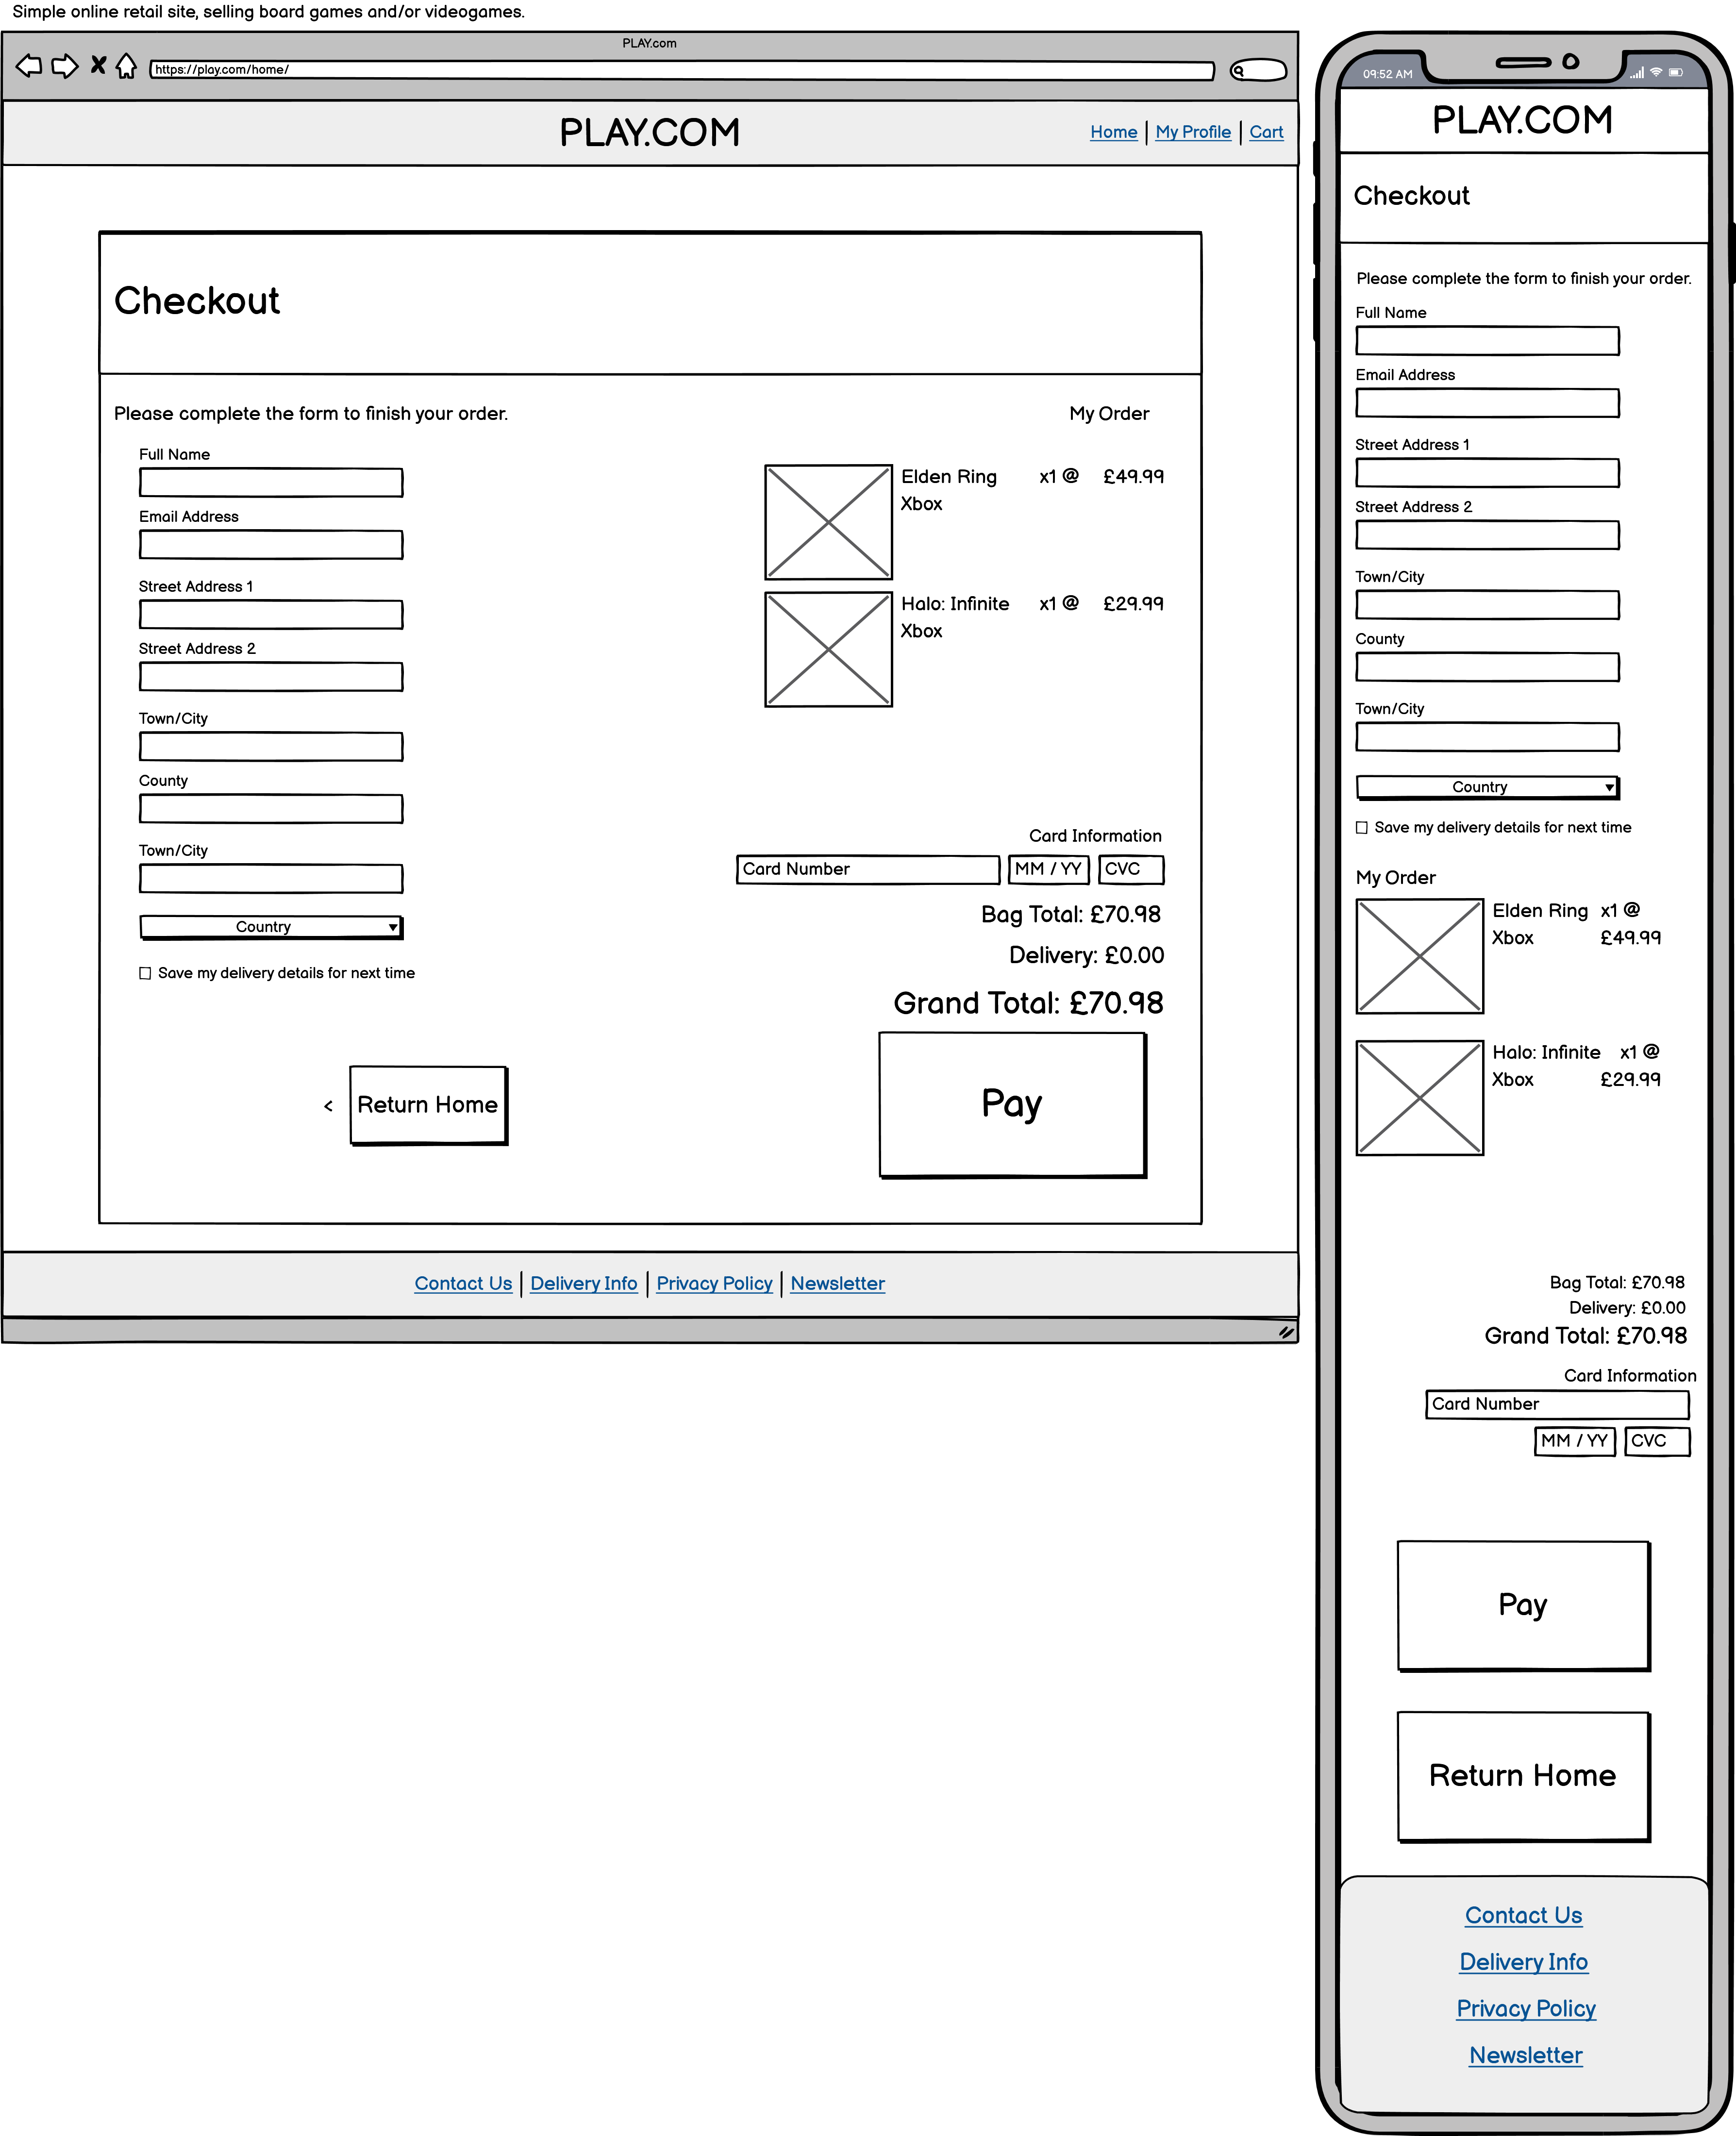 Simple online retail site, selling board games and/or videogames.
PLAY.com
https://play.com/home/
PLAY.COM
Home | My Profile | Cart
Checkout
Please complete the form to finish your order.
Full Name
Email Address
Street Address 1
Street Address 2
Town/City
County
Town/City
Country
Save my delivery details for next time
< Return Home
My Order
Elden Ring x1 @ £49.99
Xbox
Halo: Infinite x1 @ £29.99
Xbox
Card Information
Card Number MM / YY CVC
Bag Total: £70.98
Delivery: £0.00
Grand Total: £70.98
Pay
Contact Us | Delivery Info | Privacy Policy | Newsletter
09:52 AM
PLAY.COM
Checkout
Please complete the form to finish your order.
Full Name
Email Address
Street Address 1
Street Address 2
Town/City
County
Town/City
Country
Save my delivery details for next time
My Order
Elden Ring x1 @
Xbox £49.99
Halo: Infinite x1 @
Xbox £29.99
Bag Total: £70.98
Delivery: £0.00
Grand Total: £70.98
Card Information
Card Number
MM / YY CVC
Pay
Return Home
Contact Us
Delivery Info
Privacy Policy
Newsletter